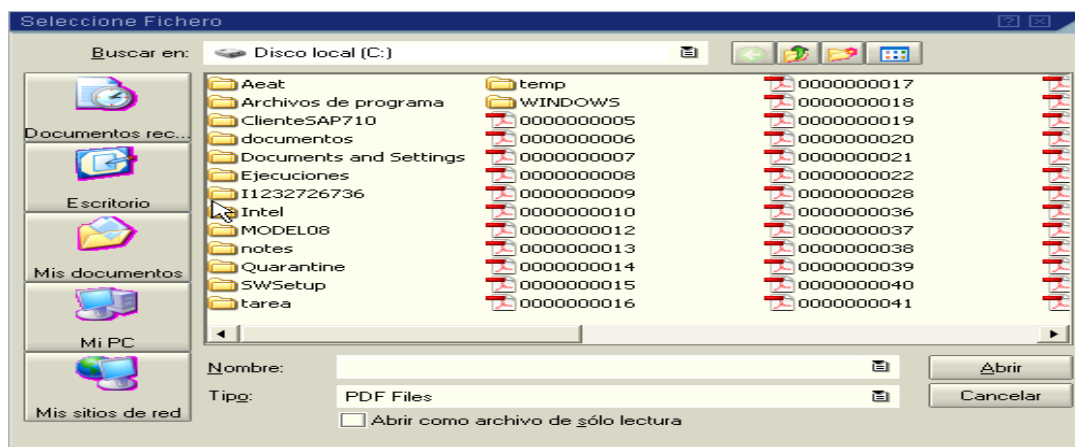 Seleccione Fichero
Buscar en: Disco local (C:)
Documentos rec...
Escritorio
Mis documentos
Mi PC
Mis sitios de red
Aeat
Archivos de programa
ClienteSAP710
documentos
Documents and Settings
Ejecuciones
I1232726736
Intel
MODEL08
notes
Quarantine
SWSetup
tarea
temp
WINDOWS
0000000005
0000000006
0000000007
0000000008
0000000009
0000000010
0000000012
0000000013
0000000014
0000000015
0000000016
0000000017
0000000018
0000000019
0000000020
0000000021
0000000022
0000000028
0000000036
0000000037
0000000038
0000000039
0000000040
0000000041
Nombre:
Abrir
Tipo: PDF Files
Cancelar
Abrir como archivo de sólo lectura